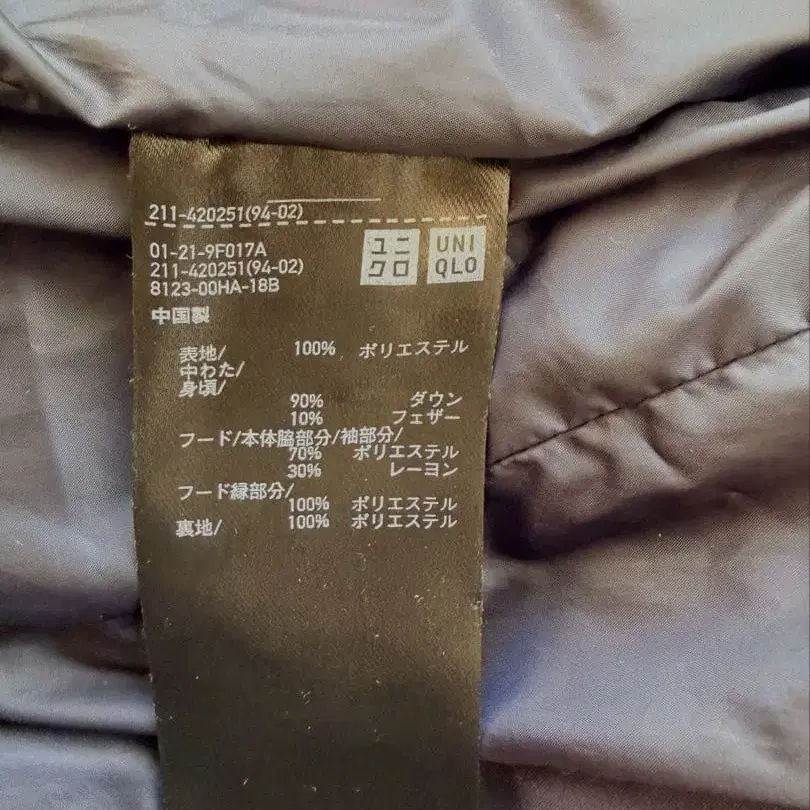 211-420251(94-02)
01-21-9F017A
211-420251(94-02)
8123-00HA-18B
ユニ
クロ
UNI
QLO
中国製
表地/ 100% ポリエステル
中わた/
身頃/
90% ダウン
10% フェザー
フード/本体脇部分/袖部分/
70% ポリエステル
30% レーヨン
フード縁部分/
100% ポリエステル
裏地/ 100% ポリエステル